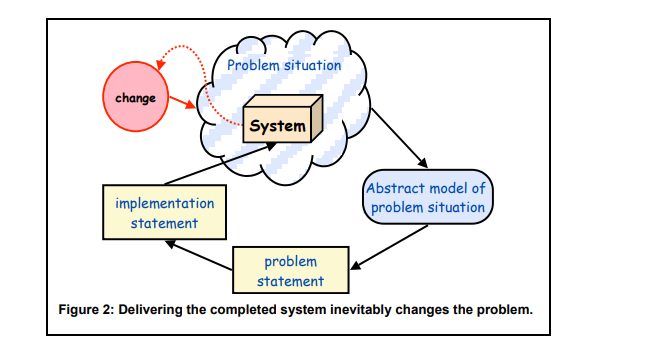 Problem situation
change
System
Abstract model of
problem situation
implementation
statement
problem
statement
Figure 2: Delivering the completed system inevitably changes the problem.